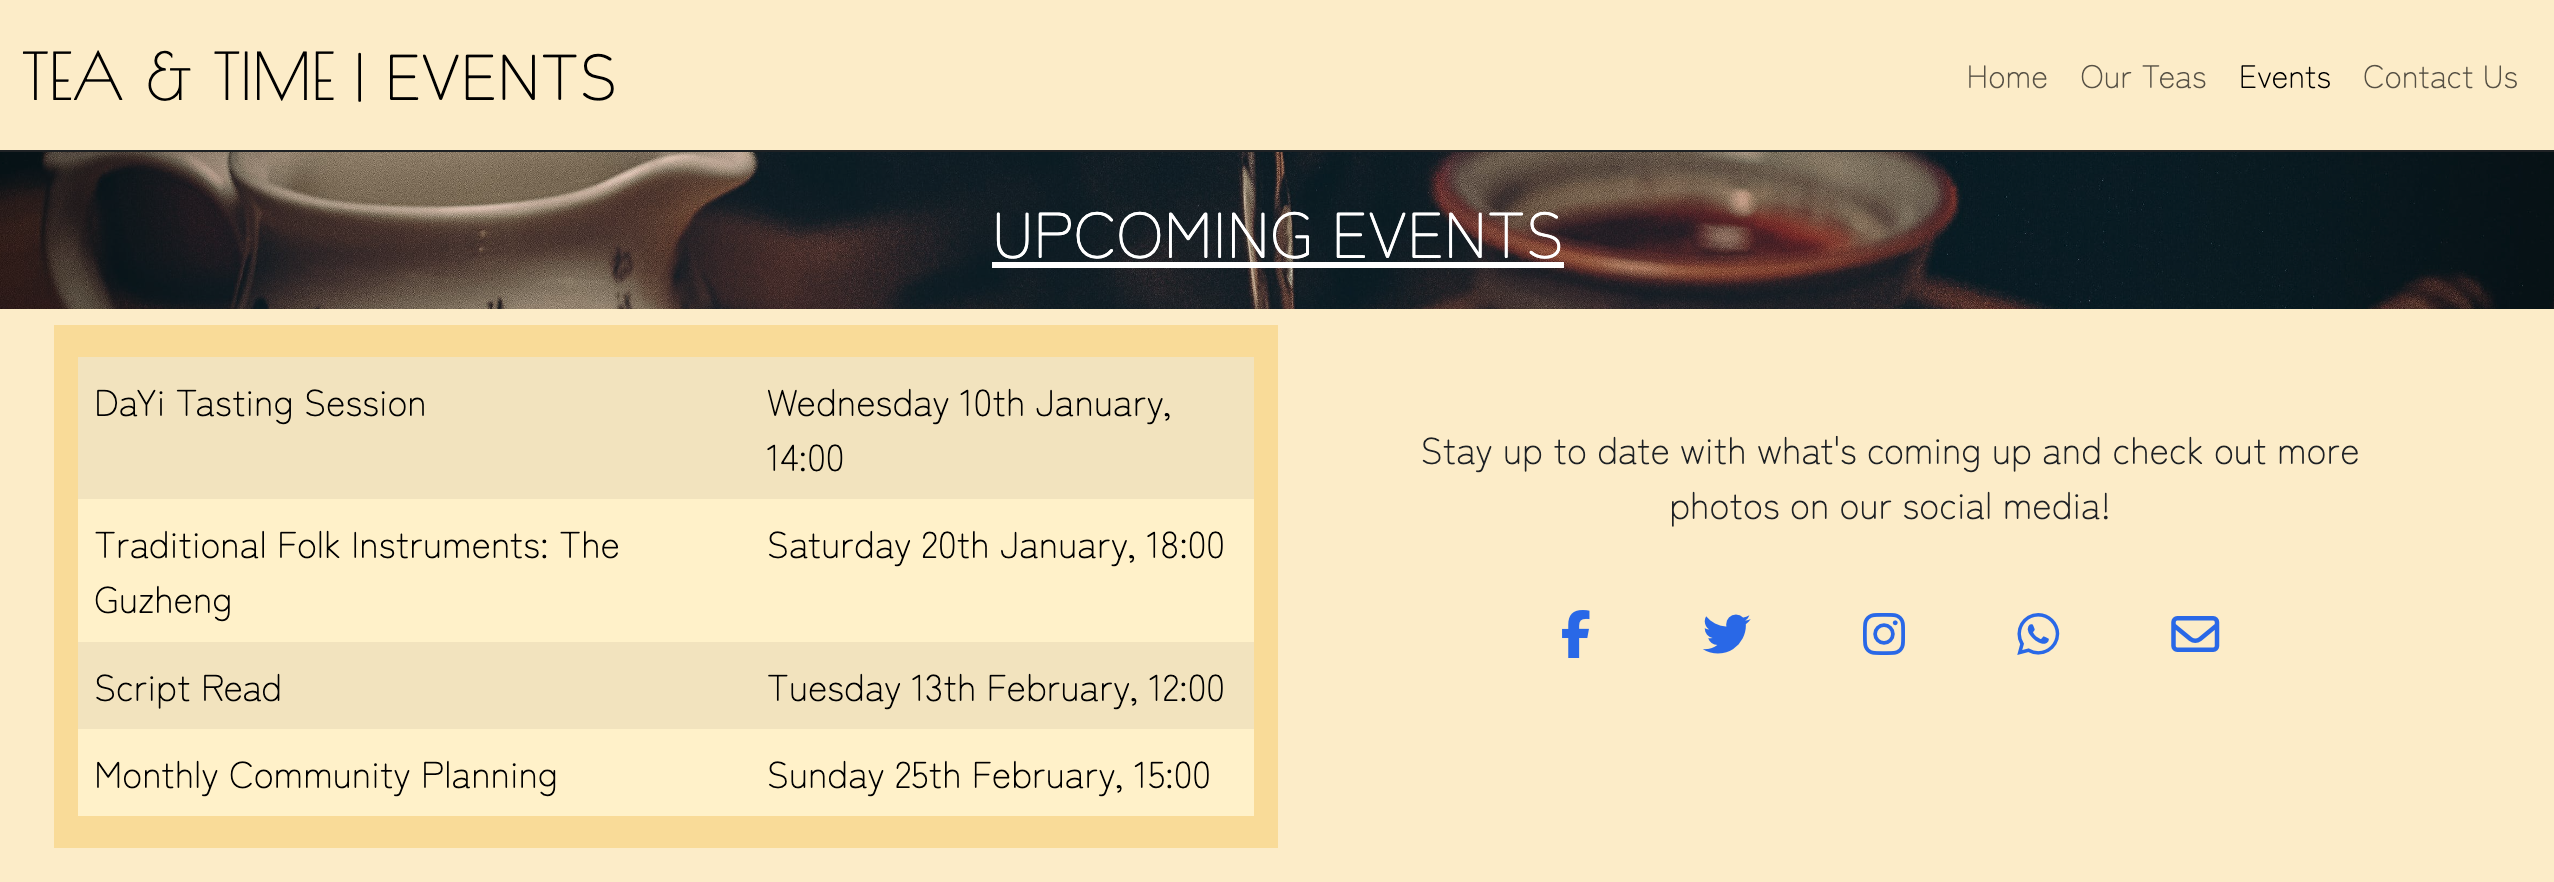 TEA & TIME | EVENTS
Home Our Teas Events Contact Us
UPCOMING EVENTS
DaYi Tasting Session
Wednesday 10th January,
14:00
Traditional Folk Instruments: The
Guzheng
Saturday 20th January, 18:00
Script Read
Tuesday 13th February, 12:00
Monthly Community Planning
Sunday 25th February, 15:00
Stay up to date with what's coming up and check out more
photos on our social media!